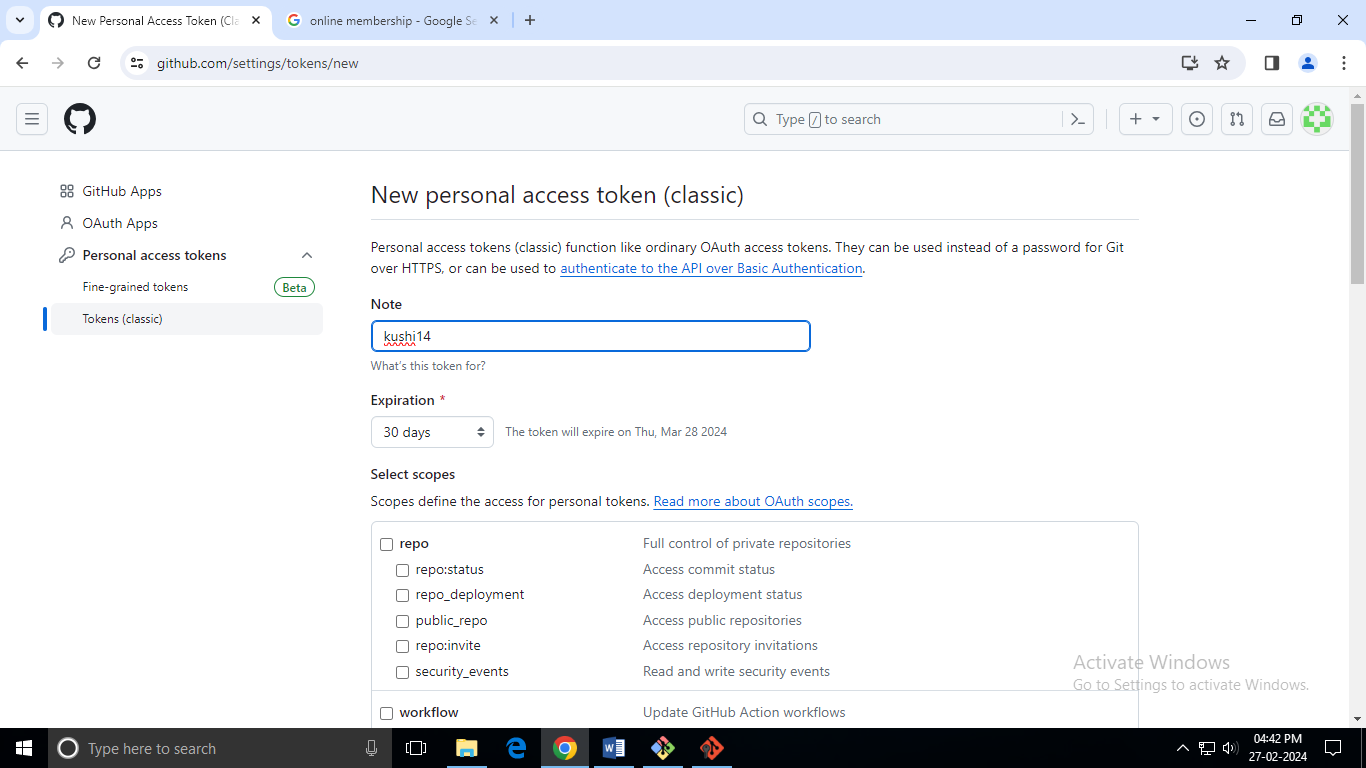 New Personal Access Token (Cla
online membership - Google Se
github.com/settings/tokens/new
Type / to search
GitHub Apps
OAuth Apps
Personal access tokens
Fine-grained tokens Beta
Tokens (classic)
New personal access token (classic)
Personal access tokens (classic) function like ordinary OAuth access tokens. They can be used instead of a password for Git
over HTTPS, or can be used to authenticate to the API over Basic Authentication.
Note
kushi14
What's this token for?
Expiration *
30 days The token will expire on Thu, Mar 28 2024
Select scopes
Scopes define the access for personal tokens. Read more about OAuth scopes.
repo Full control of private repositories
repo:status Access commit status
repo_deployment Access deployment status
public_repo Access public repositories
repo:invite Access repository invitations
security_events Read and write security events
workflow Update GitHub Action workflows
Activate Windows
Go to Settings to activate Windows.
Type here to search
04:42 PM
27-02-2024